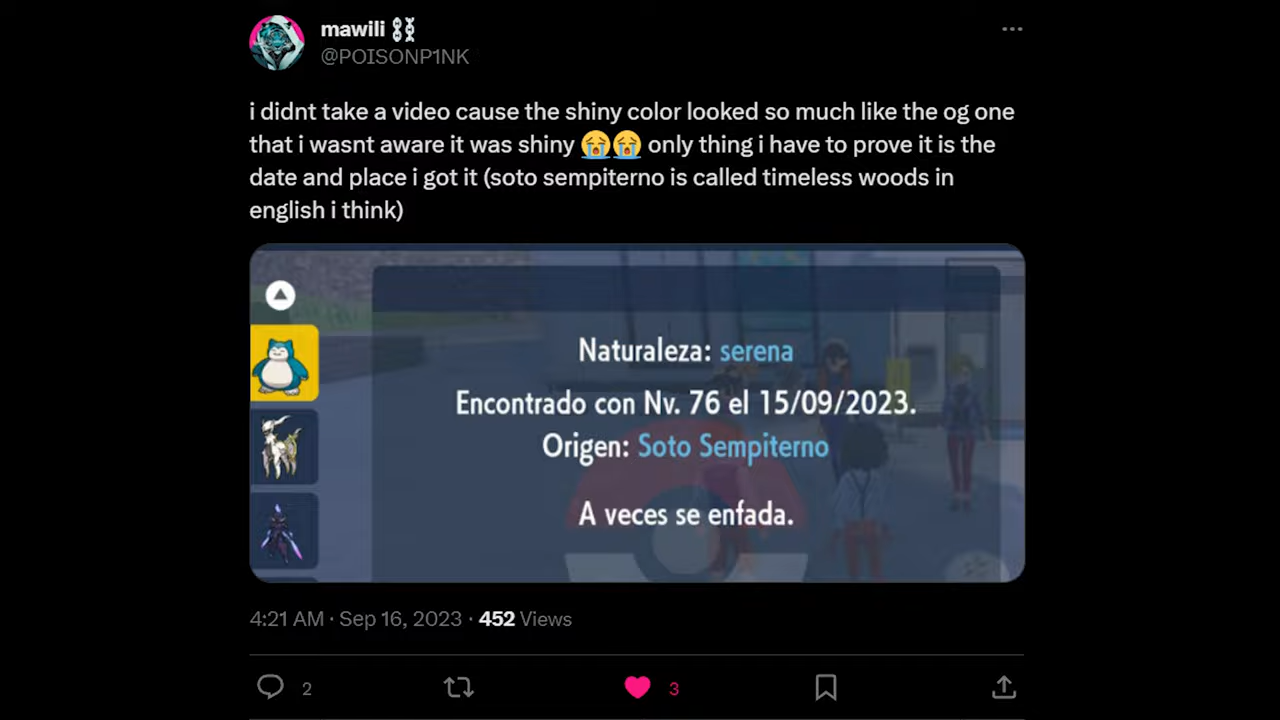 mawili
@POISONP1NK
i didnt take a video cause the shiny color looked so much like the og one
that i wasnt aware it was shiny 😭😭 only thing i have to prove it is the
date and place i got it (soto sempiterno is called timeless woods in
english i think)
Naturaleza: serena
Encontrado con Nv. 76 el 15/09/2023.
Origen: Soto Sempiterno
A veces se enfada.
4:21 AM · Sep 16, 2023 · 452 Views
2
3